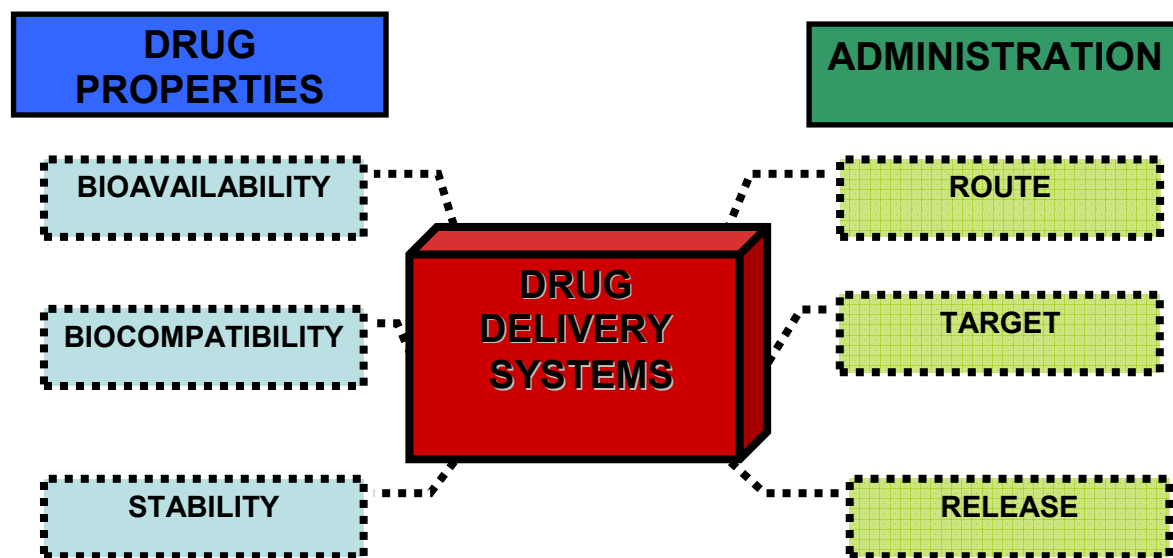 DRUG
PROPERTIES
ADMINISTRATION
BIOAVAILABILITY
ROUTE
DRUG
DELIVERY
SYSTEMS
BIOCOMPATIBILITY
TARGET
STABILITY
RELEASE